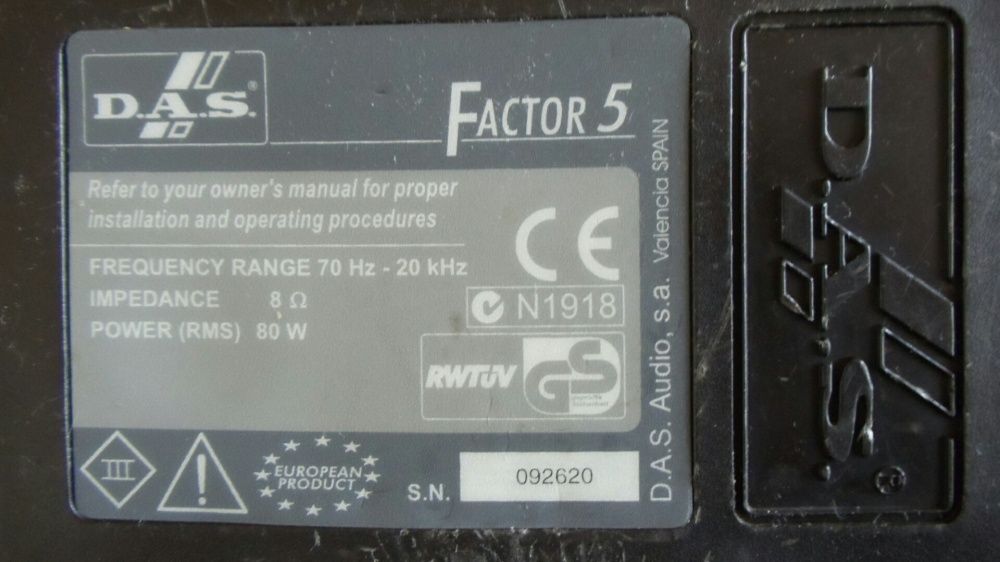 D.A.S.®
FACTOR 5
Refer to your owner's manual for proper
installation and operating procedures
FREQUENCY RANGE 70 Hz - 20 kHz
IMPEDANCE 8 Ω
POWER (RMS) 80 W
CE
N1918
RWTÜV
GS
III
EUROPEAN
PRODUCT
S.N. 092620
D.A.S. Audio, s.a. Valencia SPAIN
D.A.S.®